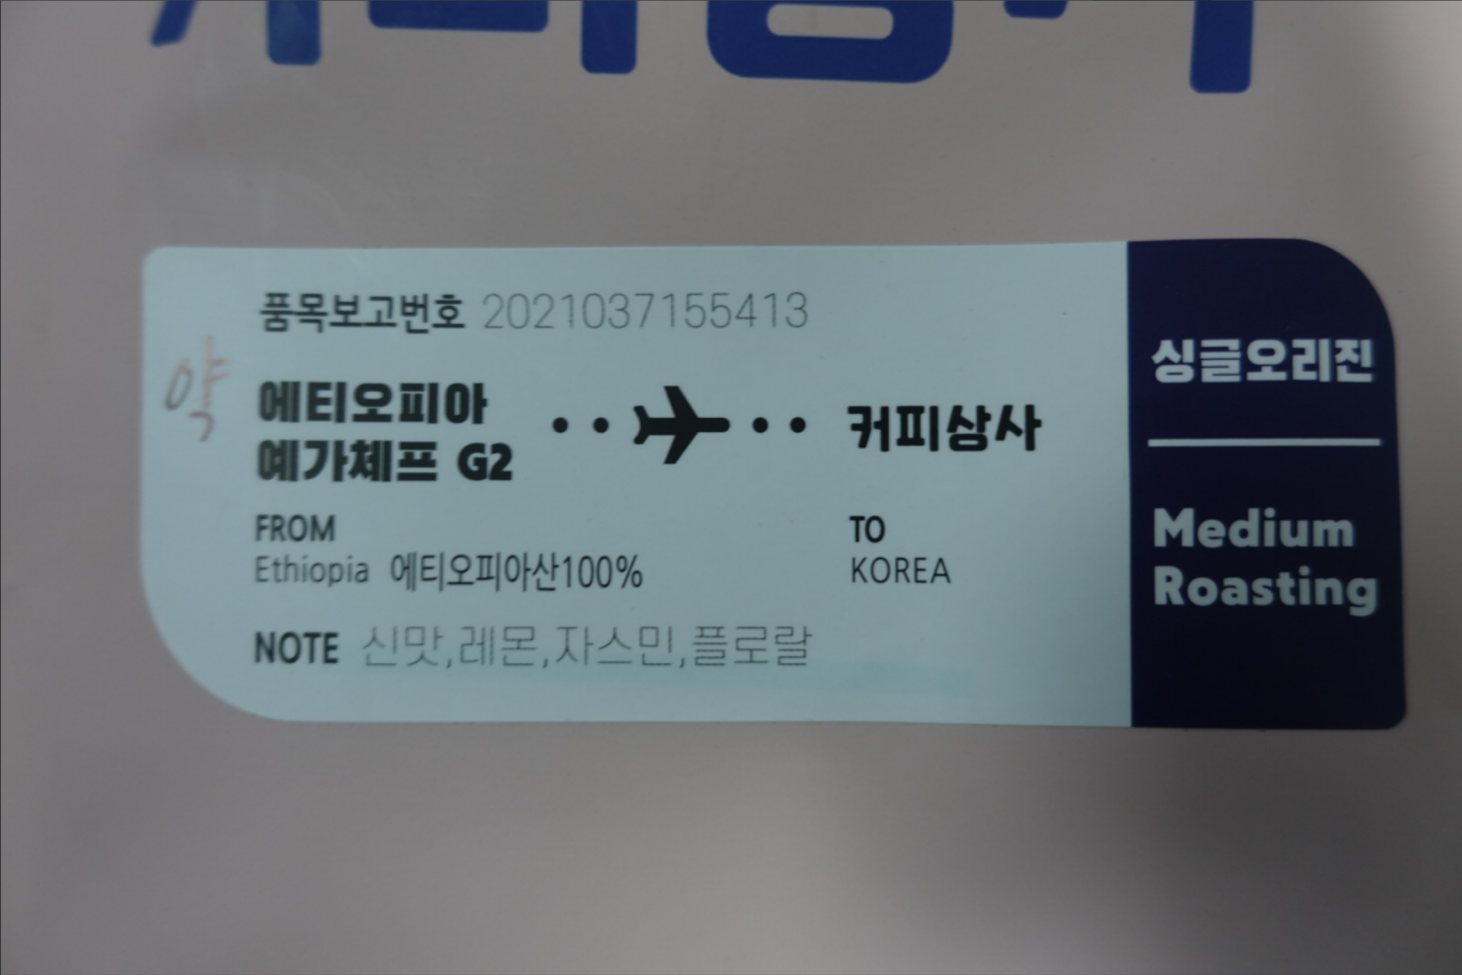 품목보고번호 2021037155413
약
에티오피아
예가체프 G2
커피상사
FROM
Ethiopia 에티오피아산100%
TO
KOREA
NOTE 신맛,레몬,자스민,플로랄
싱글오리진
Medium
Roasting